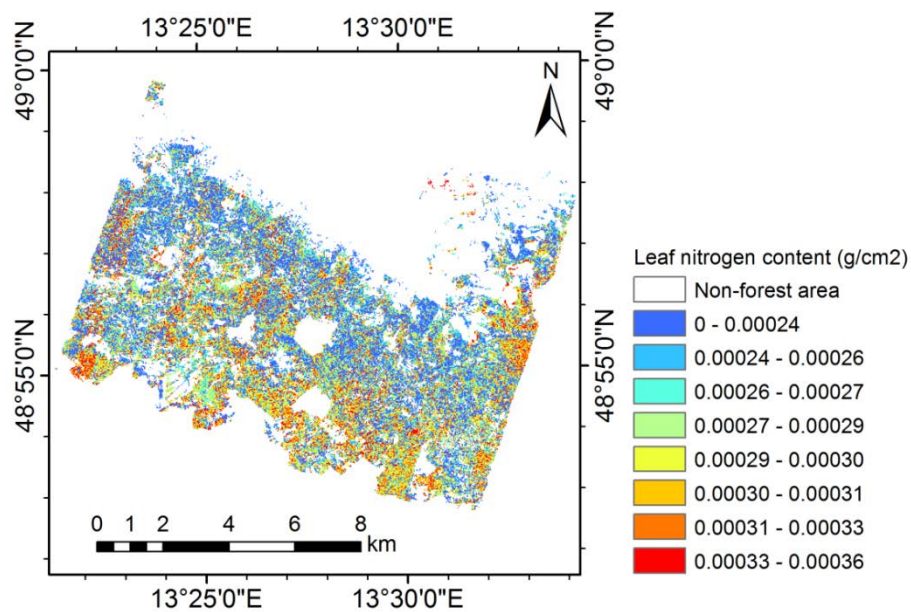 13°25'0"E 13°30'0"E
49°0'0"N
49°0'0"N
N
Leaf nitrogen content (g/cm2)
Non-forest area
0 - 0.00024
0.00024 - 0.00026
0.00026 - 0.00027
0.00027 - 0.00029
0.00029 - 0.00030
0.00030 - 0.00031
0.00031 - 0.00033
0.00033 - 0.00036
48°55'0"N
48°55'0"N
0 1 2 4 6 8
km
13°25'0"E 13°30'0"E